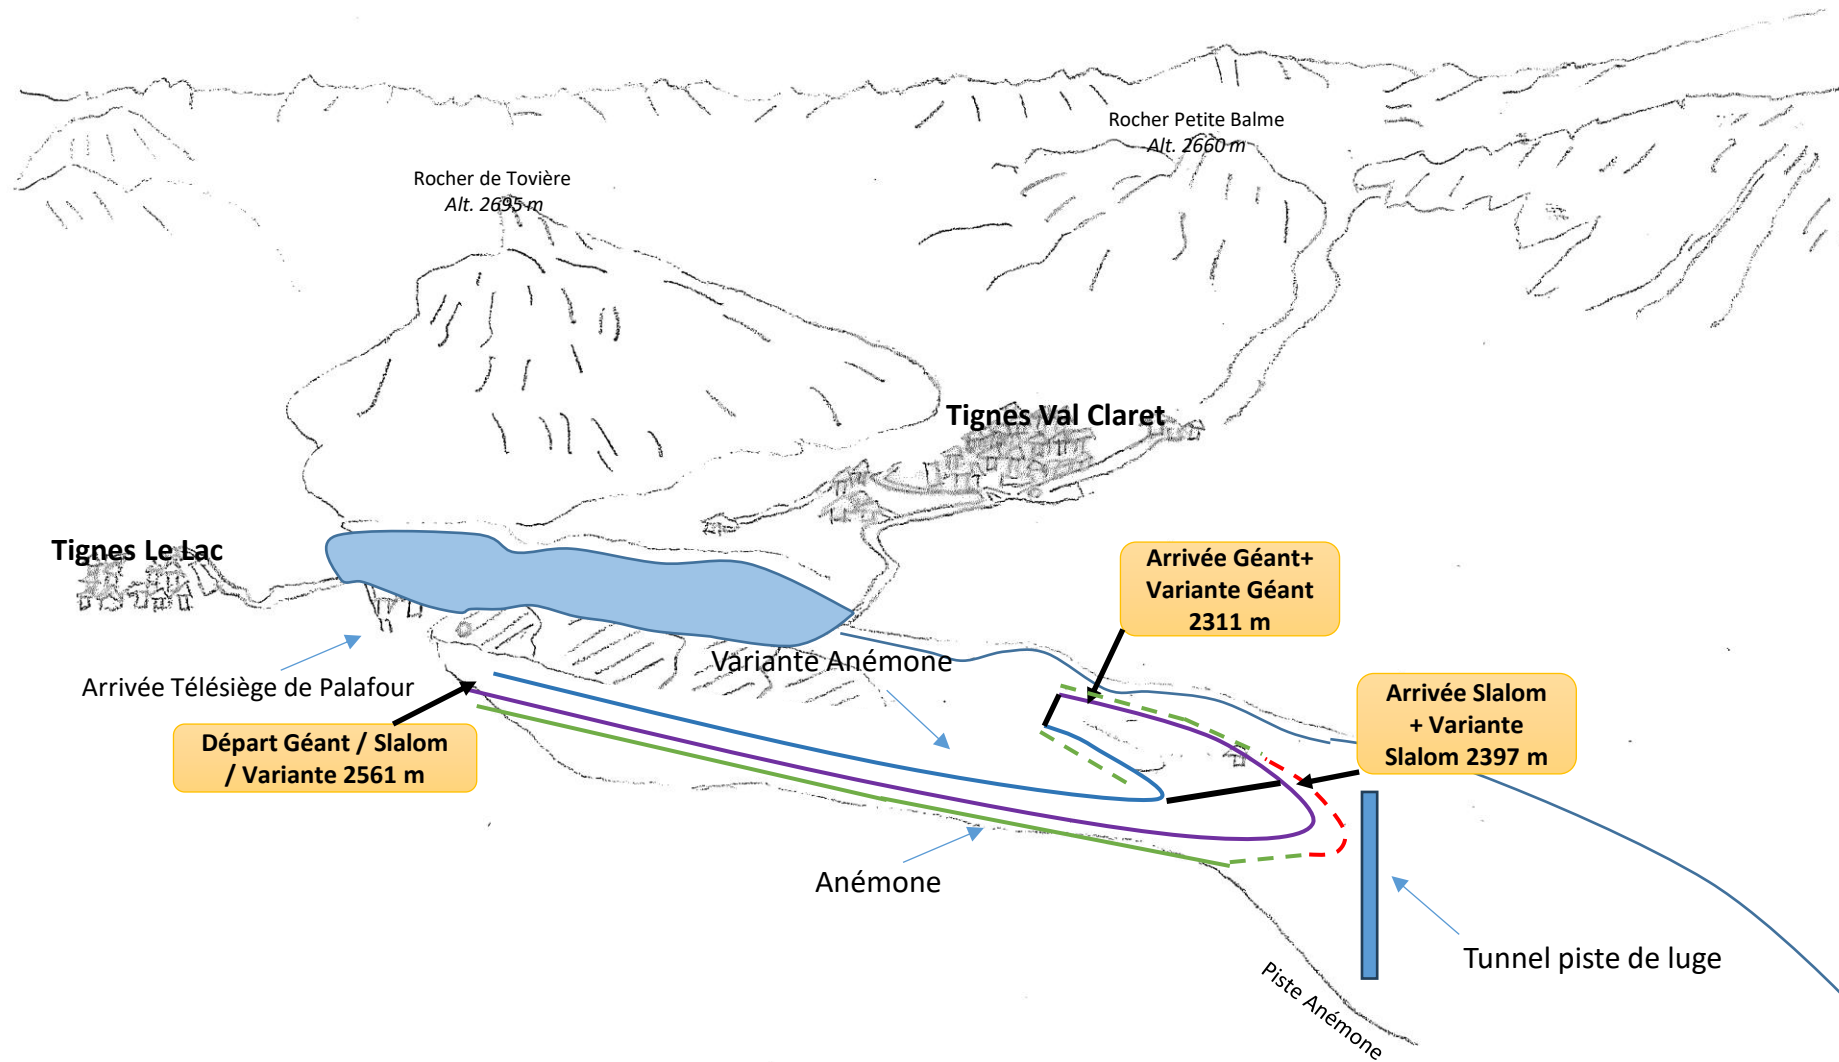 Rocher Petite Balme
Alt. 2660 m
Rocher de Tovière
Alt. 2695 m
Tignes Val Claret
Tignes Le Lac
Arrivée Géant+
Variante Géant
2311 m
Variante Anémone
Arrivée Télésiège de Palafour
Arrivée Slalom
+ Variante
Slalom 2397 m
Départ Géant / Slalom
/ Variante 2561 m
Anémone
Tunnel piste de luge
Piste Anémone